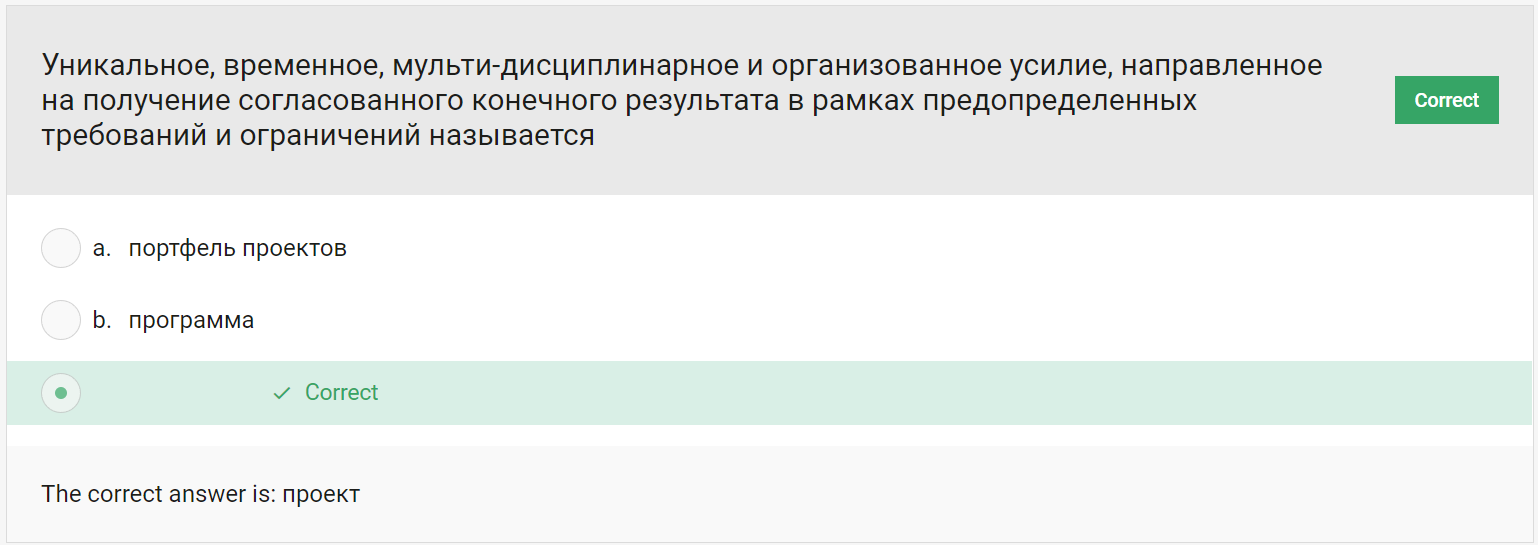 Уникальное, временное, мульти-дисциплинарное и организованное усилие, направленное
на получение согласованного конечного результата в рамках предопределенных
требований и ограничений называется
Correct
a. портфель проектов
b. программа
Correct
The correct answer is: проект